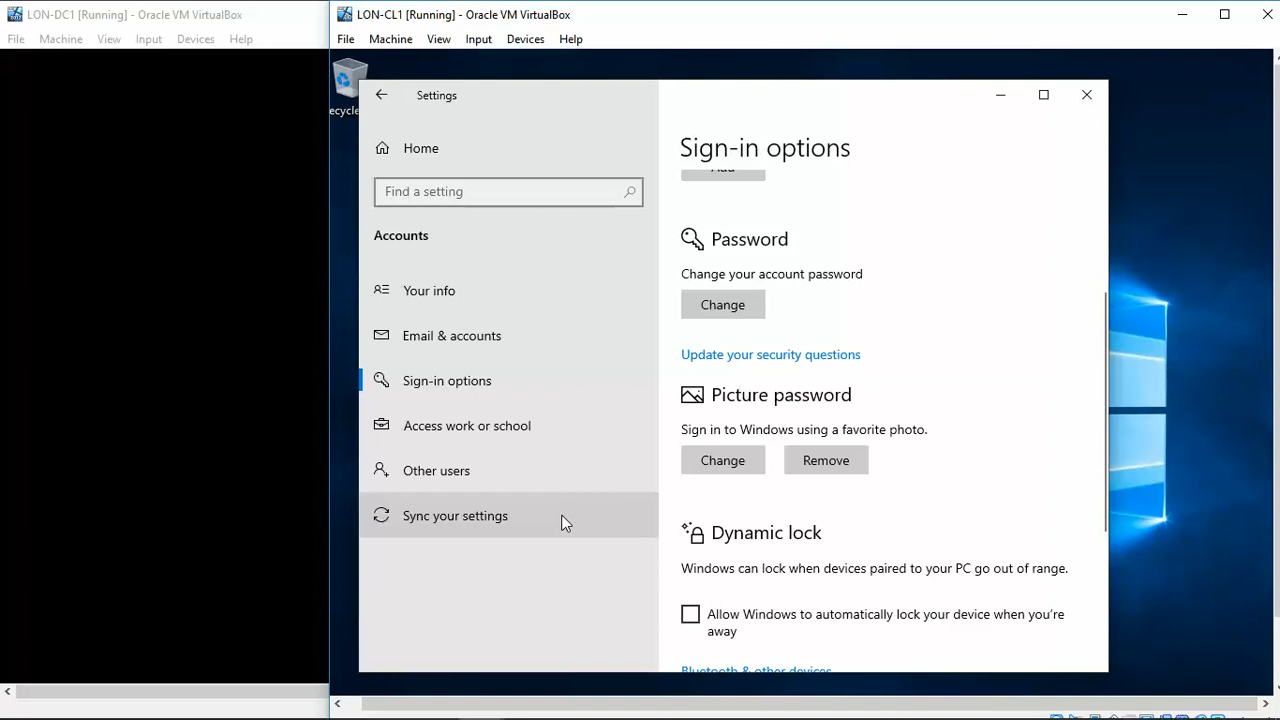 LON-DC1 [Running] - Oracle VM VirtualBox
File Machine View Input Devices Help
LON-CL1 [Running] - Oracle VM VirtualBox
File Machine View Input Devices Help
ecycle
Settings
Home
Find a setting
Accounts
Your info
Email & accounts
Sign-in options
Access work or school
Other users
Sync your settings
Sign-in options
Add
Password
Change your account password
Change
Update your security questions
Picture password
Sign in to Windows using a favorite photo.
Change Remove
Dynamic lock
Windows can lock when devices paired to your PC go out of range.
Allow Windows to automatically lock your device when you're
away
Bluetooth & other devices